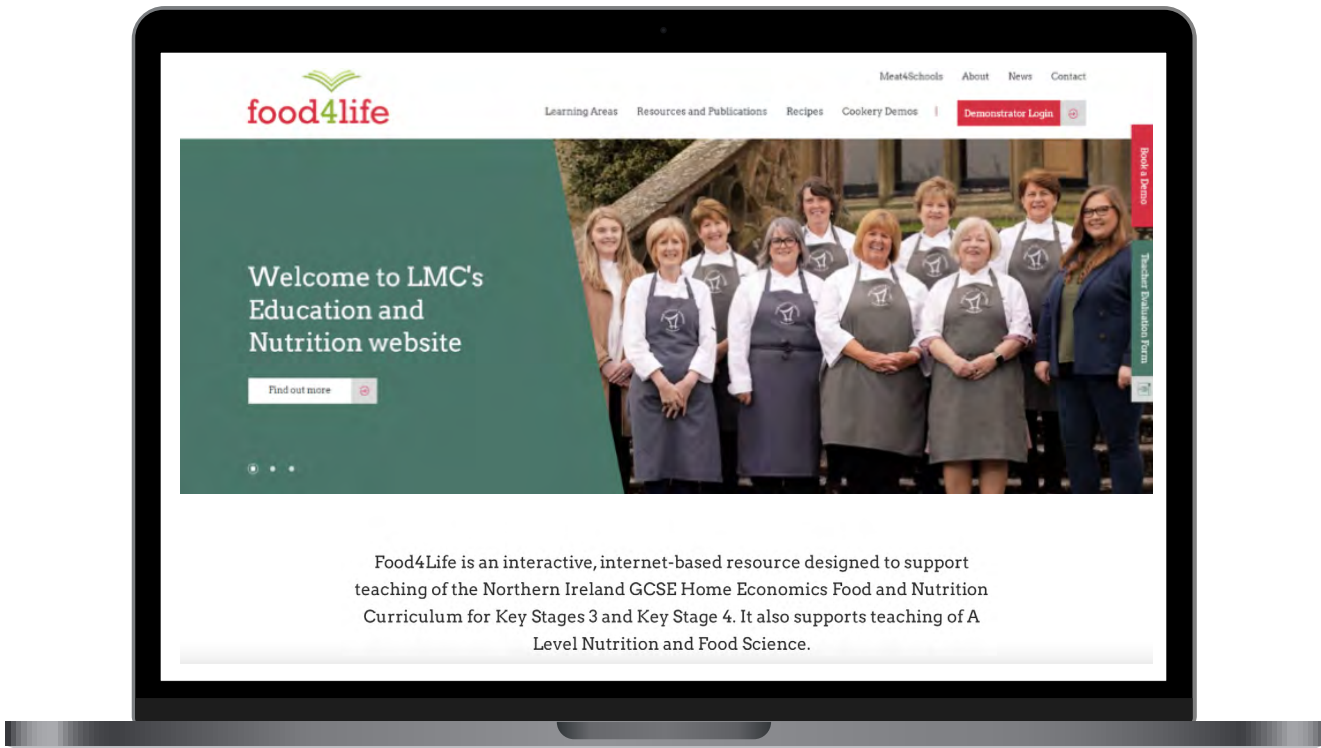 Meat4Schools About News Contact
food4life
Learning Areas Resources and Publications Recipes Cookery Demos | Demonstrator Login
Book a Demo
Teacher Evaluation Form
Welcome to LMC's
Education and
Nutrition website
Find out more
Food4Life is an interactive, internet-based resource designed to support
teaching of the Northern Ireland GCSE Home Economics Food and Nutrition
Curriculum for Key Stages 3 and Key Stage 4. It also supports teaching of A
Level Nutrition and Food Science.